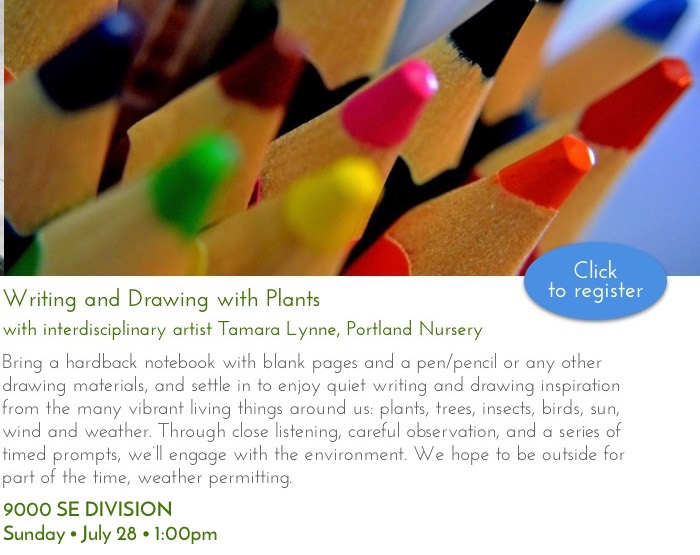 Click
to register
Writing and Drawing with Plants
with interdisciplinary artist Tamara Lynne, Portland Nursery
Bring a hardback notebook with blank pages and a pen/pencil or any other
drawing materials, and settle in to enjoy quiet writing and drawing inspiration
from the many vibrant living things around us: plants, trees, insects, birds, sun,
wind and weather. Through close listening, careful observation, and a series of
timed prompts, we'll engage with the environment. We hope to be outside for
part of the time, weather permitting.
9000 SE DIVISION
Sunday • July 28 • 1:00pm